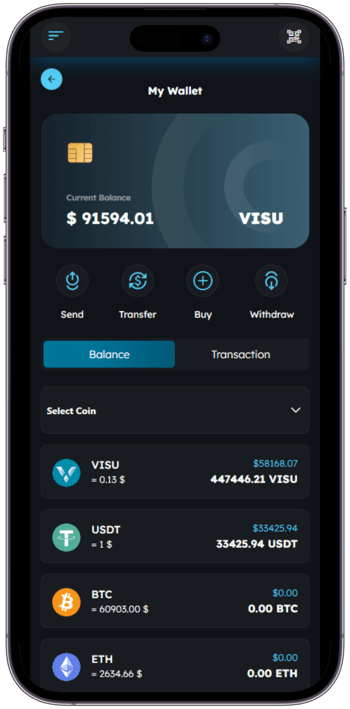 My Wallet
Current Balance
$ 91594.01 VISU
Send Transfer Buy Withdraw
Balance Transaction
Select Coin
VISU $58168.07
= 0.13 $ 447446.21 VISU
USDT $33425.94
= 1 $ 33425.94 USDT
BTC $0.00
= 60903.00 $ 0.00 BTC
ETH $0.00
= 2634.66 $ 0.00 ETH